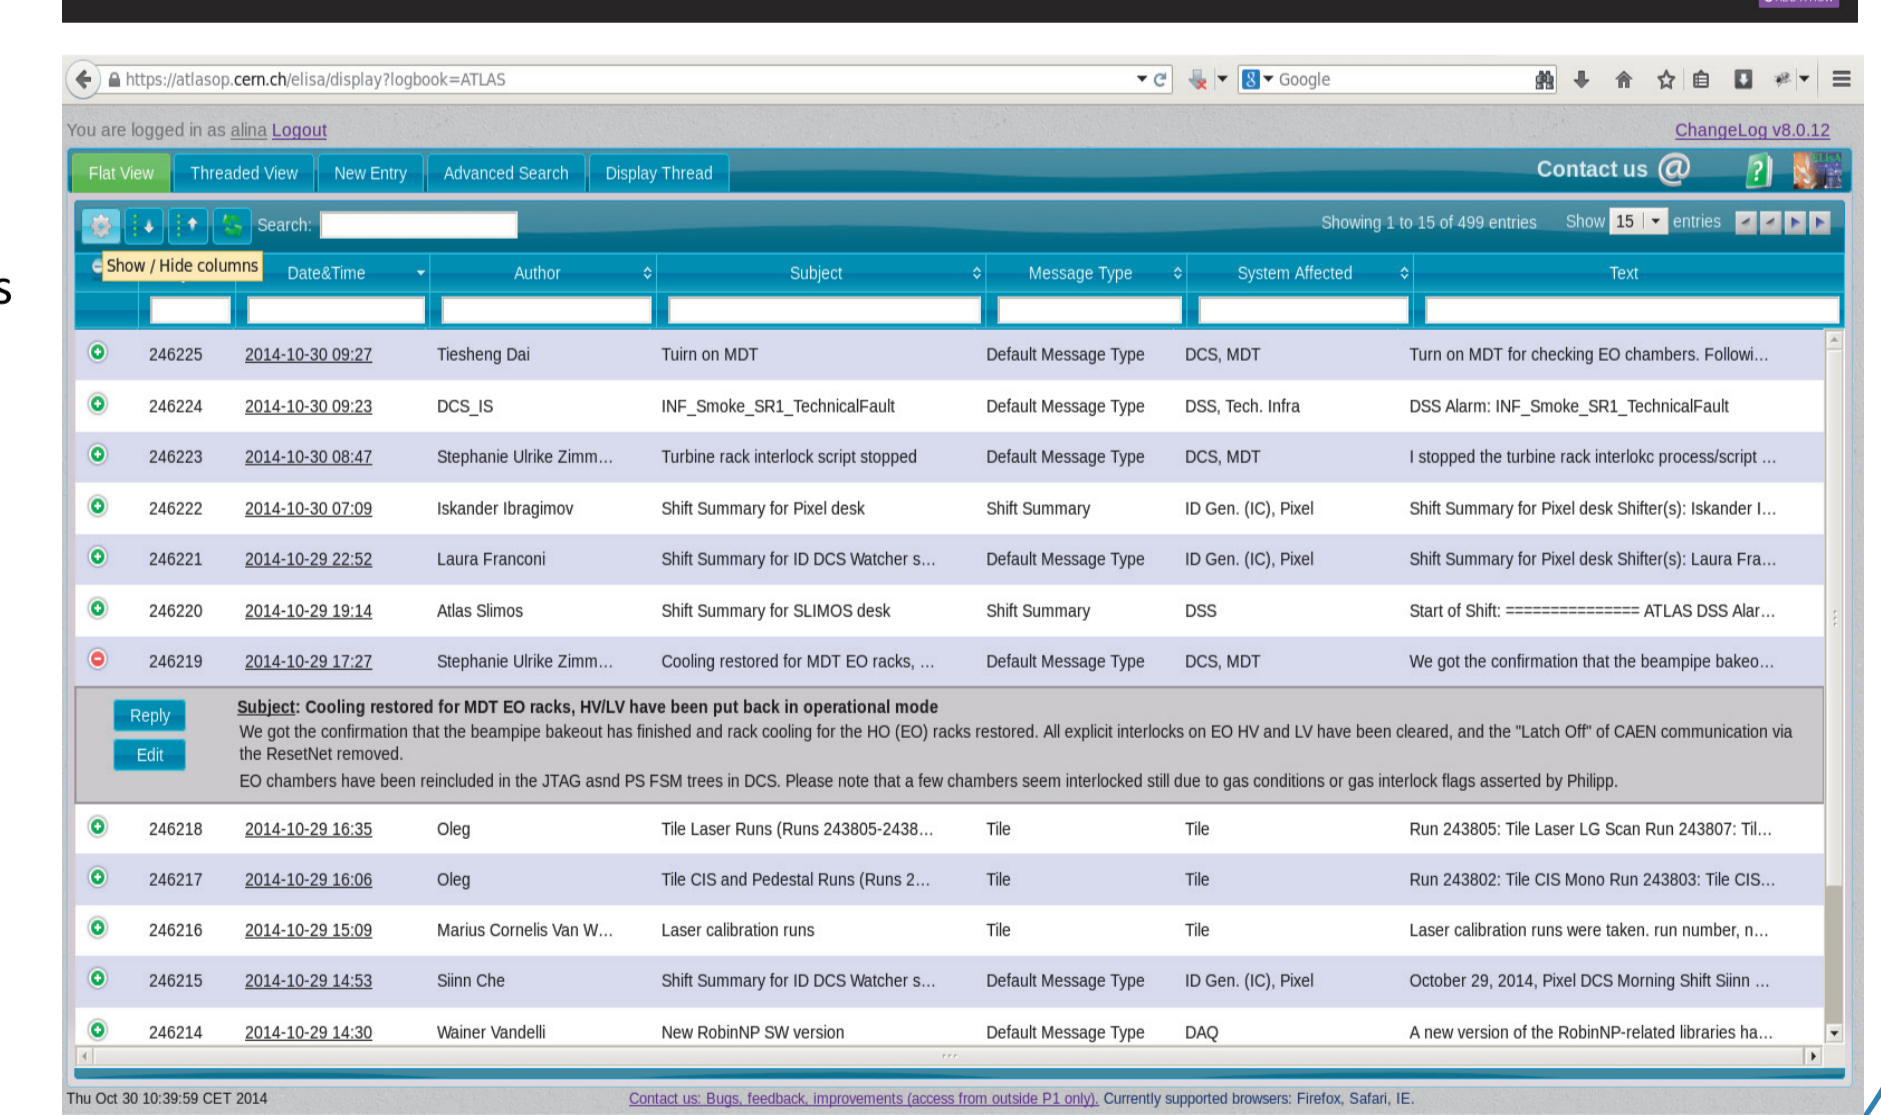 https://atlasop.cern.ch/elisa/display?logbook=ATLAS
Google
You are logged in as alina Logout
ChangeLog v8.0.12
Flat View Threaded View New Entry Advanced Search Display Thread Contact us @
Search: Showing 1 to 15 of 499 entries Show 15 entries
s
Show / Hide columns Date&Time Author Subject Message Type System Affected Text
246225 2014-10-30 09:27 Tiesheng Dai Tuirn on MDT Default Message Type DCS, MDT Turn on MDT for checking EO chambers. Followi...
246224 2014-10-30 09:23 DCS_IS INF_Smoke_SR1_TechnicalFault Default Message Type DSS, Tech. Infra DSS Alarm: INF_Smoke_SR1_TechnicalFault
246223 2014-10-30 08:47 Stephanie Ulrike Zimm... Turbine rack interlock script stopped Default Message Type DCS, MDT I stopped the turbine rack interlokc process/script ...
246222 2014-10-30 07:09 Iskander Ibragimov Shift Summary for Pixel desk Shift Summary ID Gen. (IC), Pixel Shift Summary for Pixel desk Shifter(s): Iskander I...
246221 2014-10-29 22:52 Laura Franconi Shift Summary for ID DCS Watcher s... Default Message Type ID Gen. (IC), Pixel Shift Summary for Pixel desk Shifter(s): Laura Fra...
246220 2014-10-29 19:14 Atlas Slimos Shift Summary for SLIMOS desk Shift Summary DSS Start of Shift: =============== ATLAS DSS Alar...
246219 2014-10-29 17:27 Stephanie Ulrike Zimm... Cooling restored for MDT EO racks, ... Default Message Type DCS, MDT We got the confirmation that the beampipe bakeo...
Reply
Edit
Subject: Cooling restored for MDT EO racks, HV/LV have been put back in operational mode
We got the confirmation that the beampipe bakeout has finished and rack cooling for the HO (EO) racks restored. All explicit interlocks on EO HV and LV have been cleared, and the "Latch Off" of CAEN communication via
the ResetNet removed.
EO chambers have been reincluded in the JTAG asnd PS FSM trees in DCS. Please note that a few chambers seem interlocked still due to gas conditions or gas interlock flags asserted by Philipp.
246218 2014-10-29 16:35 Oleg Tile Laser Runs (Runs 243805-2438... Tile Tile Run 243805: Tile Laser LG Scan Run 243807: Til...
246217 2014-10-29 16:06 Oleg Tile CIS and Pedestal Runs (Runs 2... Tile Tile Run 243802: Tile CIS Mono Run 243803: Tile CIS...
246216 2014-10-29 15:09 Marius Cornelis Van W... Laser calibration runs Tile Tile Laser calibration runs were taken. run number, n...
246215 2014-10-29 14:53 Siinn Che Shift Summary for ID DCS Watcher s... Default Message Type ID Gen. (IC), Pixel October 29, 2014, Pixel DCS Morning Shift Siinn ...
246214 2014-10-29 14:30 Wainer Vandelli New RobinNP SW version Default Message Type DAQ A new version of the RobinNP-related libraries ha...
Thu Oct 30 10:39:59 CET 2014 Contact us: Bugs, feedback, improvements (access from outside P1 only). Currently supported browsers: Firefox, Safari, IE.